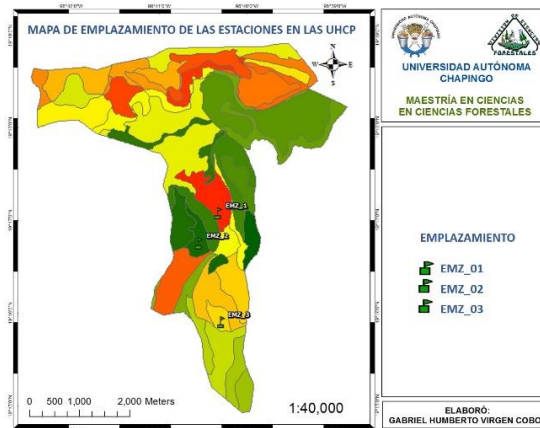 MAPA DE EMPLAZAMIENTO DE LAS ESTACIONES EN LAS UHCP
W E
S
EMZ_1
EMZ_2
EMZ_3
0 500 1,000 2,000 Meters
1:40,000
FORESTALES
UNIVERSIDAD AUTÓNOMA
CHAPINGO
MAESTRÍA EN CIENCIAS
EN CIENCIAS FORESTALES
EMPLAZAMIENTO
EMZ_01
EMZ_02
EMZ_03
ELABORÓ:
GABRIEL HUMBERTO VIRGEN COBO